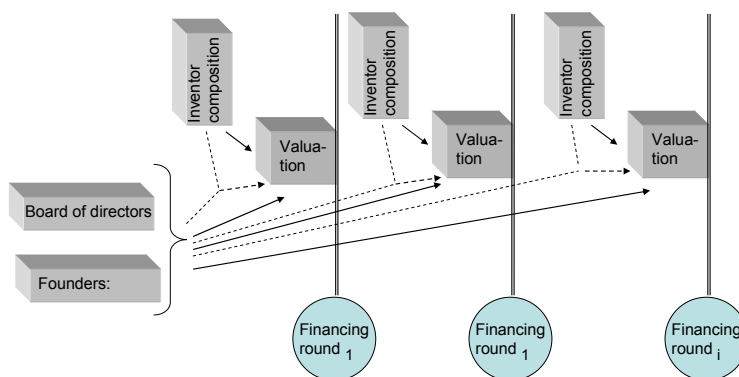 Inventor
composition
Inventor
composition
Inventor
composition
Valua-
tion
Valua-
tion
Valua-
tion
Board of directors
Founders:
Financing
round 1
Financing
round 1
Financing
round i